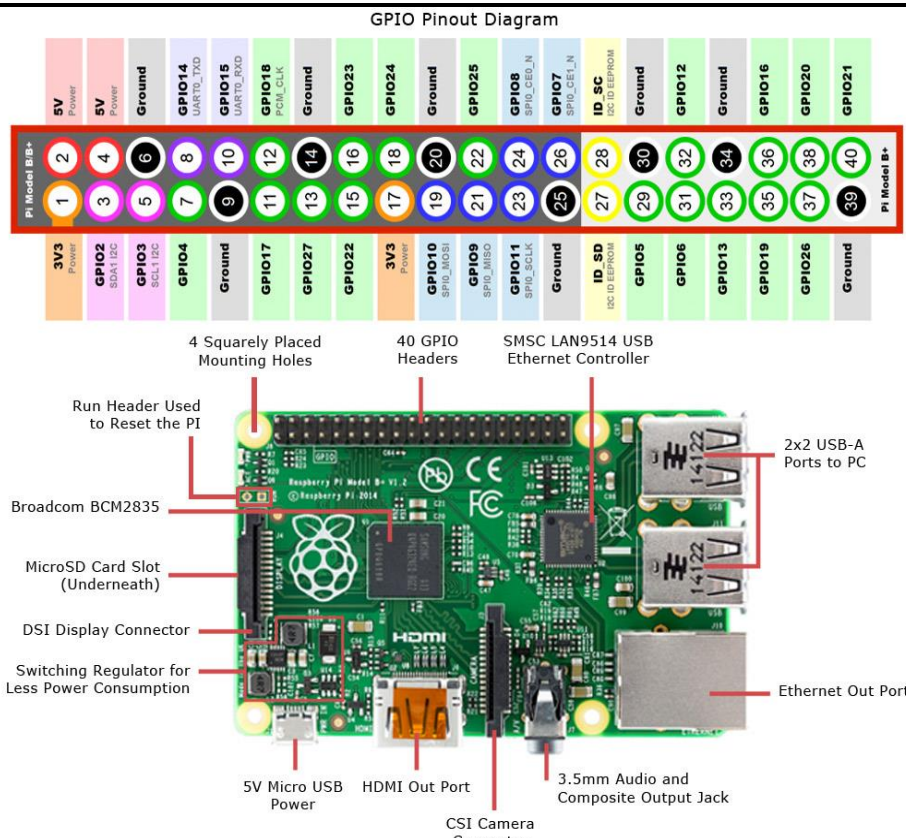 GPIO Pinout Diagram
5V
Power
5V
Power
Ground
GPIO14
UART0_TXD
GPIO15
UART0_RXD
GPIO18
PCM_CLK
Ground
GPIO23
GPIO24
Ground
GPIO25
GPIO8
SPI0_CE0_N
GPIO7
SPI0_CE1_N
ID_SC
I2C ID EEPROM
Ground
GPIO12
Ground
GPIO16
GPIO20
GPIO21
Pi Model B/B+
2 4 6 8 10 12 14 16 18 20 22 24 26 28 30 32 34 36 38 40
1 3 5 7 9 11 13 15 17 19 21 23 25 27 29 31 33 35 37 39
Pi Model B+
3V3
Power
GPIO2
SDA1 I2C
GPIO3
SCL1 I2C
GPIO4
Ground
GPIO17
GPIO27
GPIO22
3V3
Power
GPIO10
SPI0_MOSI
GPIO9
SPI0_MISO
GPIO11
SPI0_SCLK
Ground
ID_SD
I2C ID EEPROM
GPIO5
GPIO6
GPIO13
GPIO19
GPIO26
Ground
4 Squarely Placed
Mounting Holes
40 GPIO
Headers
SMSC LAN9514 USB
Ethernet Controller
Run Header Used
to Reset the PI
2x2 USB-A
Ports to PC
Broadcom BCM2835
MicroSD Card Slot
(Underneath)
DSI Display Connector
Switching Regulator for
Less Power Consumption
Ethernet Out Port
5V Micro USB
Power
HDMI Out Port
3.5mm Audio and
Composite Output Jack
CSI Camera
GPIO
Raspberry Pi Model B+ V1.2
© Raspberry Pi 2014
CE
FC
DISPLAY
HDMI
CAMERA
14122
USB
14122
USB